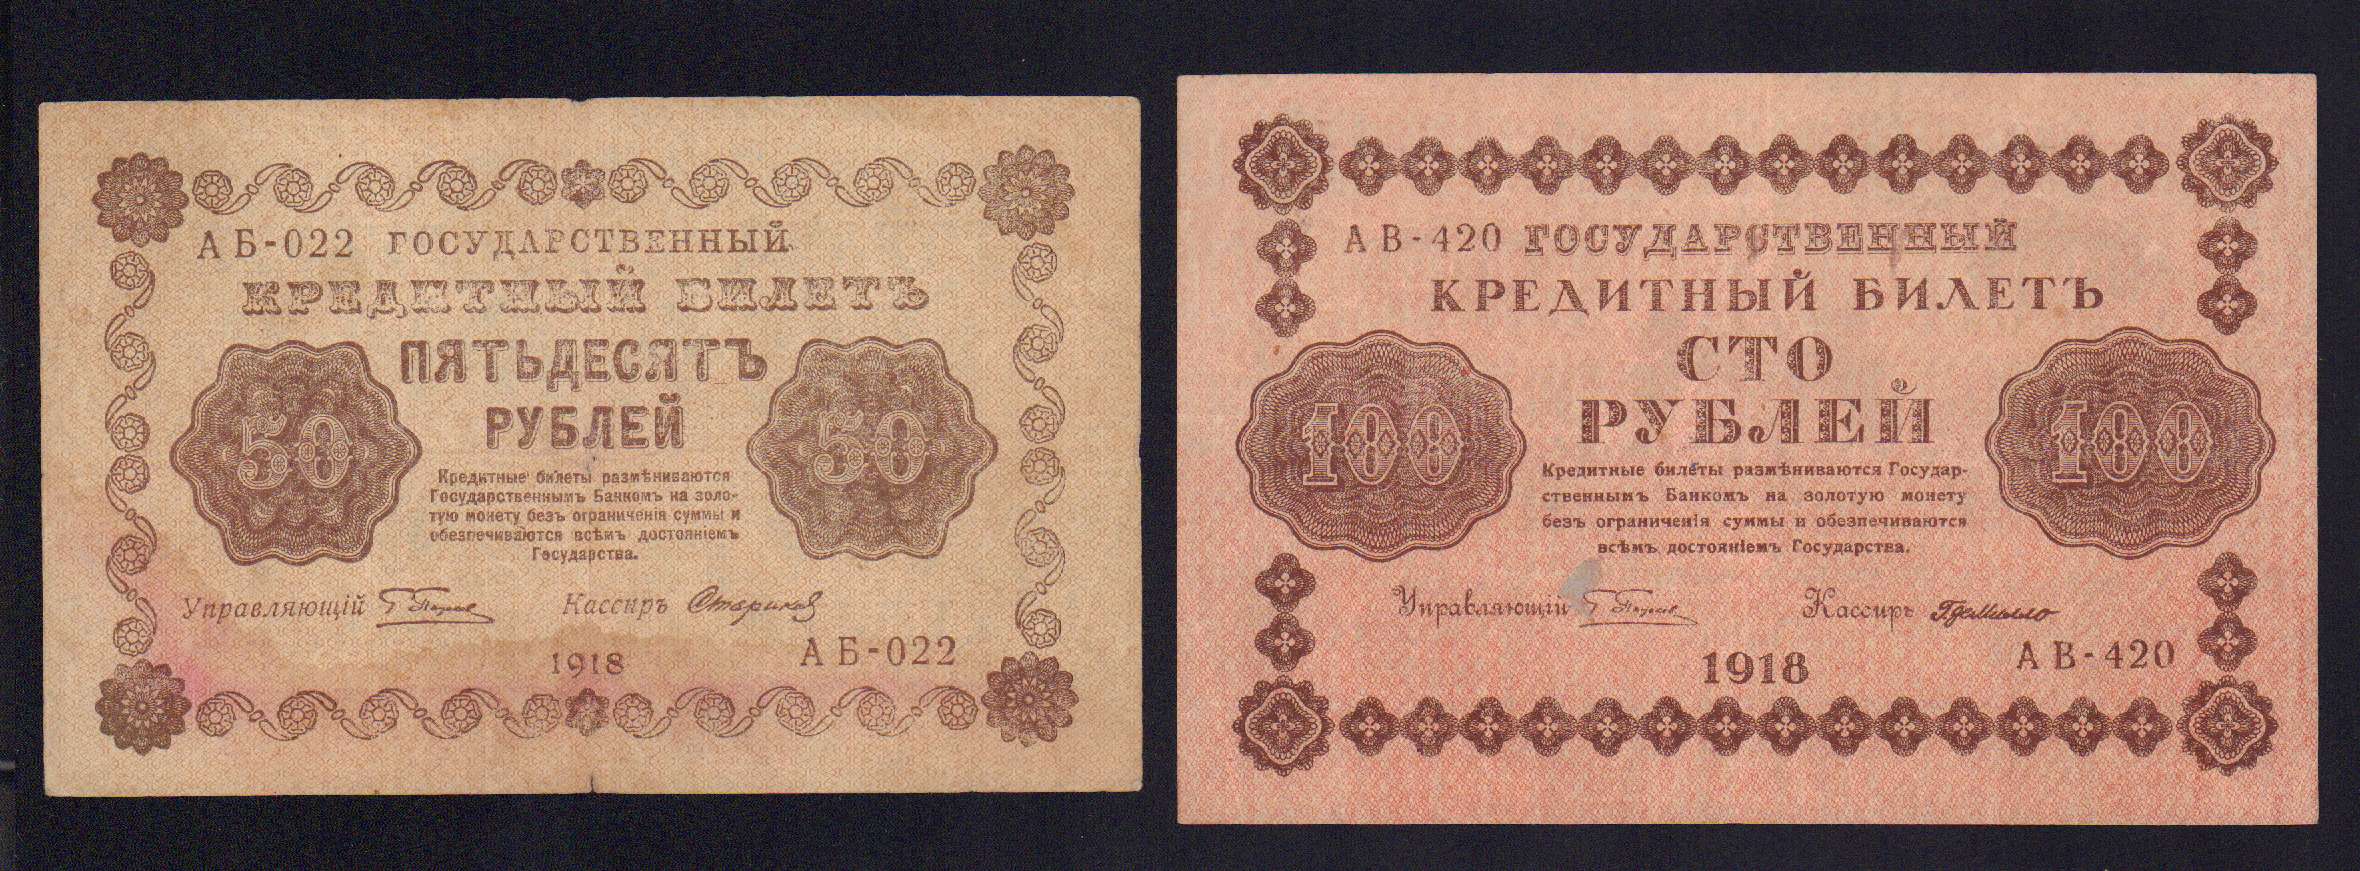 АБ-022 ГОСУДАРСТВЕННЫЙ
КРЕДИТНЫЙ БИЛЕТЪ
ПЯТЬДЕСЯТЪ
РУБЛЕЙ
50
50
Кредитные билеты размѣниваются
Государственнымъ Банкомъ на золо-
тую монету безъ ограниченія суммы и
обезпечиваются всѣмъ достояніемъ
Государства.
Управляющій Кассиръ Стариков
1918
АБ-022
АВ-420 ГОСУДАРСТВЕННЫЙ
КРЕДИТНЫЙ БИЛЕТЪ
СТО
РУБЛЕЙ
100
100
Кредитные билеты размѣниваются Государ-
ственнымъ Банкомъ на золотую монету
безъ ограниченія суммы и обезпечиваются
всѣмъ достояніемъ Государства.
Управляющій Кассиръ
1918
АВ-420